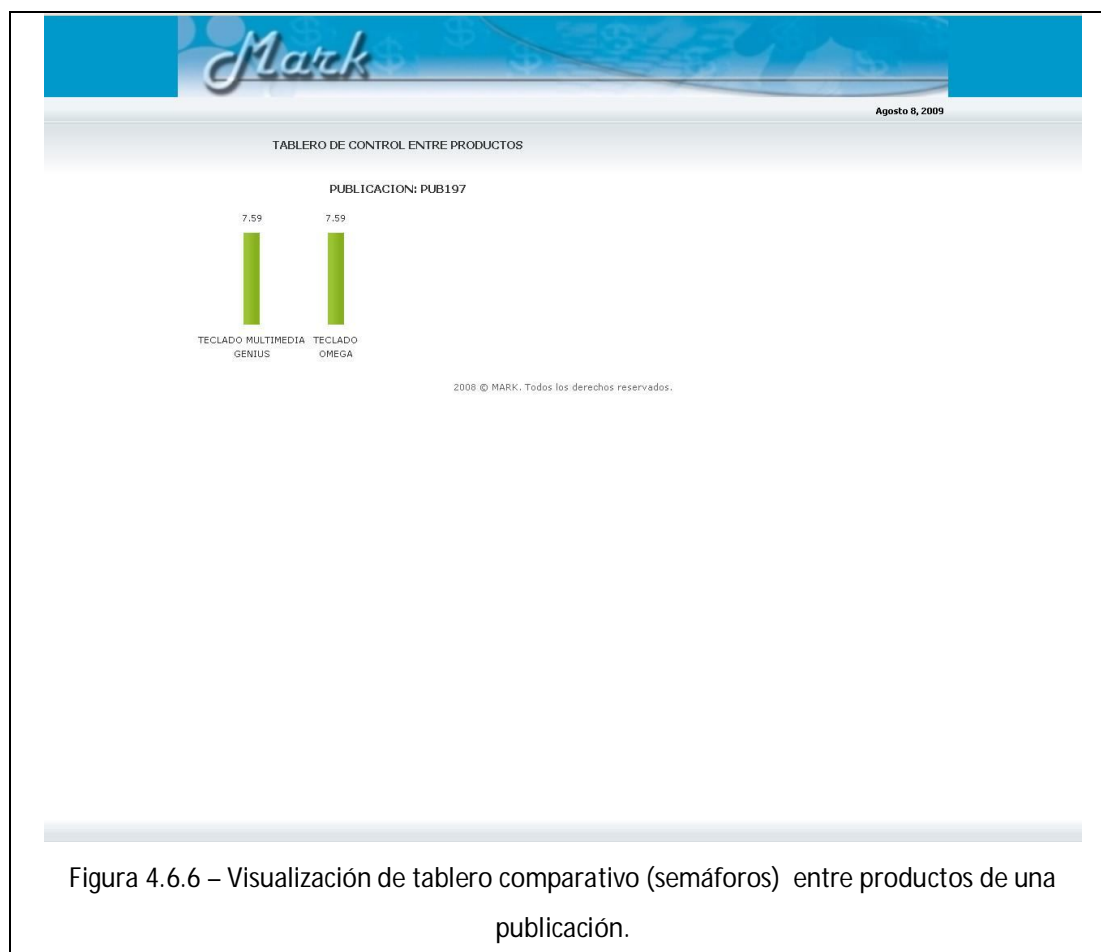 Mark
Agosto 8, 2009
TABLERO DE CONTROL ENTRE PRODUCTOS
PUBLICACION: PUB197
7.59 7.59
TECLADO MULTIMEDIA GENIUS
TECLADO OMEGA
2008 © MARK. Todos los derechos reservados.
Figura 4.6.6 – Visualización de tablero comparativo (semáforos) entre productos de una
publicación.